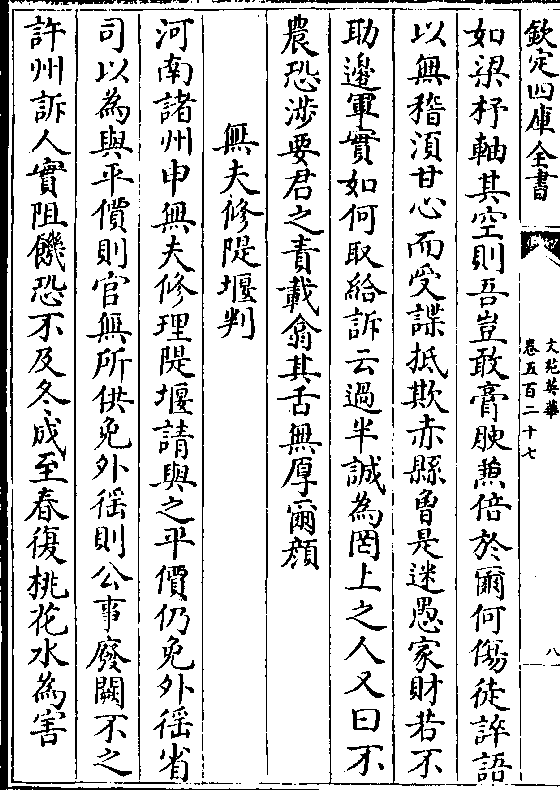 欽定四庫全書
文苑英華
卷五百二十七
八
如梁杼軸其空則吾豈敢膏腴兼倍於爾何傷徒誶語
以無稽湏甘心而受諜抵欺赤縣曽是迷愚家財若不
助邊軍實如何取給訴云過半誠為罔上之人又曰不
農恐涉要君之責載翕其舌無厚爾顔
無夫修隄堰判
河南諸州申無夫修理隄堰請與之平價仍免外徭省
司以為與平價則官無所供免外徭則公事廢闕不之
許州訴人實阻饑恐不及冬成至春復桃花水為害